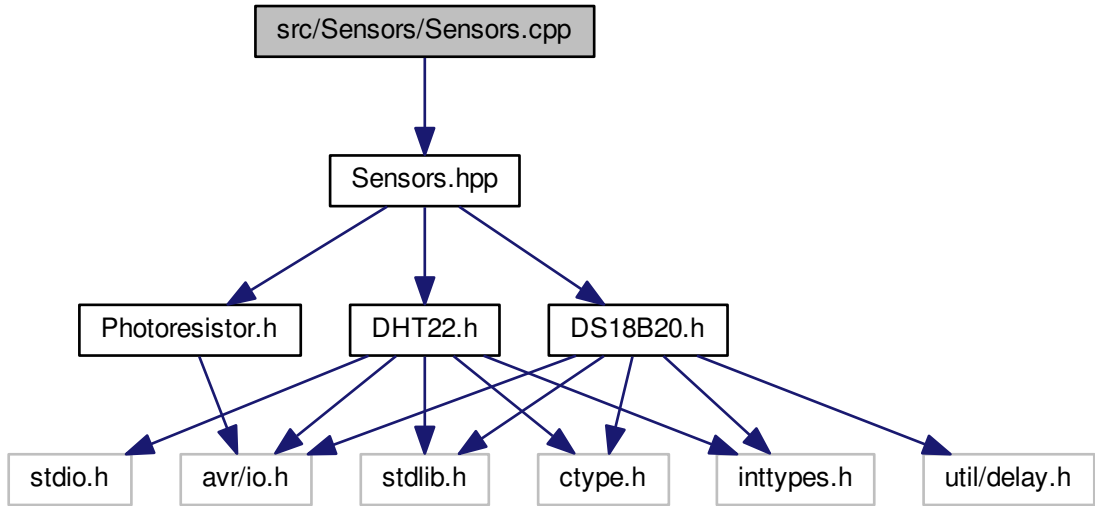 src/Sensors/Sensors.cpp
Sensors.hpp
Photoresistor.h
DHT22.h
DS18B20.h
stdio.h
avr/io.h
stdlib.h
ctype.h
inttypes.h
util/delay.h